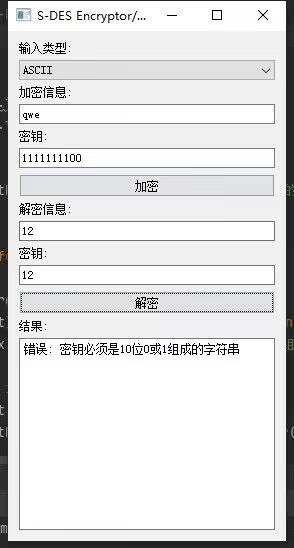 S-DES Encryptor/...
输入类型:
ASCII
加密信息:
qwe
密钥:
1111111100
加密
解密信息:
12
密钥:
12
解密
结果:
错误: 密钥必须是10位0或1组成的字符串